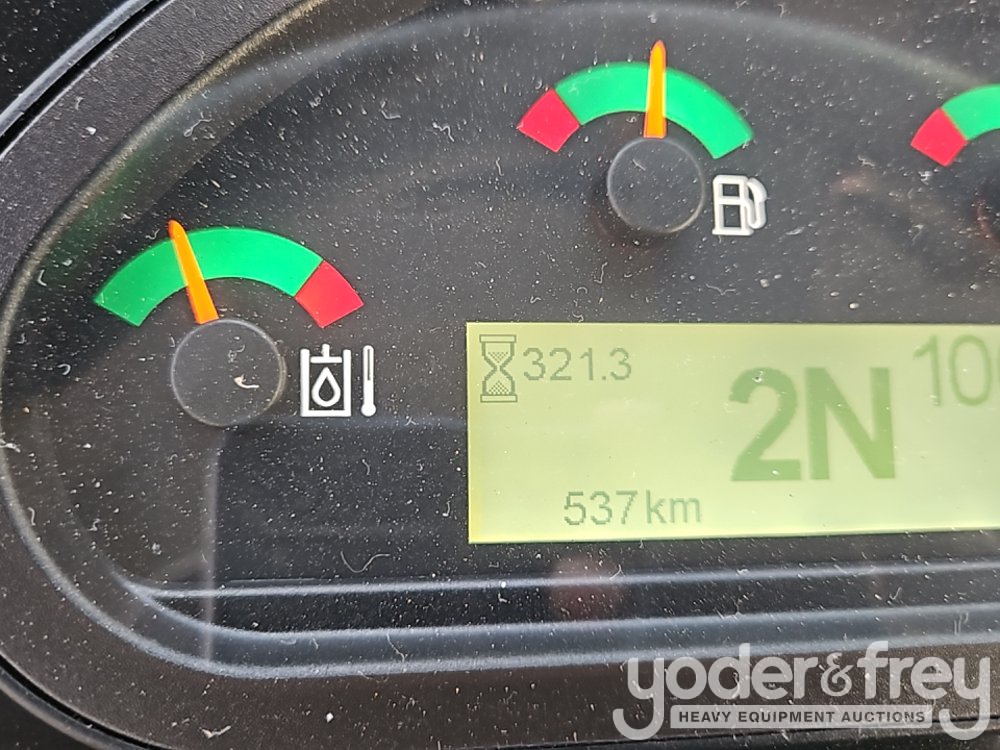 321.3
2N
537km
yoder&frey
HEAVY EQUIPMENT AUCTIONS